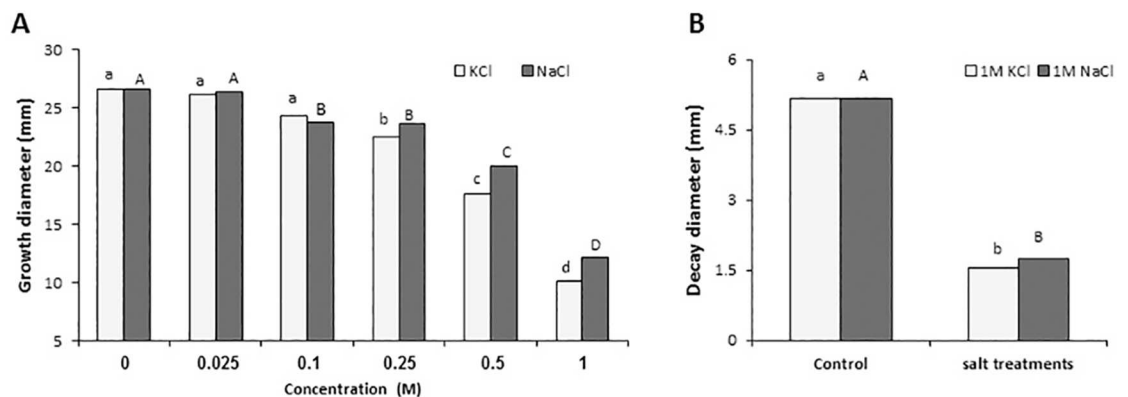 A
30
25
20
15
10
5
Growth diameter (mm)
KCl NaCl
a A
a A
a B
b B
c C
d D
0 0.025 0.1 0.25 0.5 1
Concentration (M)
B
6
4.5
3
1.5
0
Decay diameter (mm)
1M KCl 1M NaCl
a A
b B
Control salt treatments